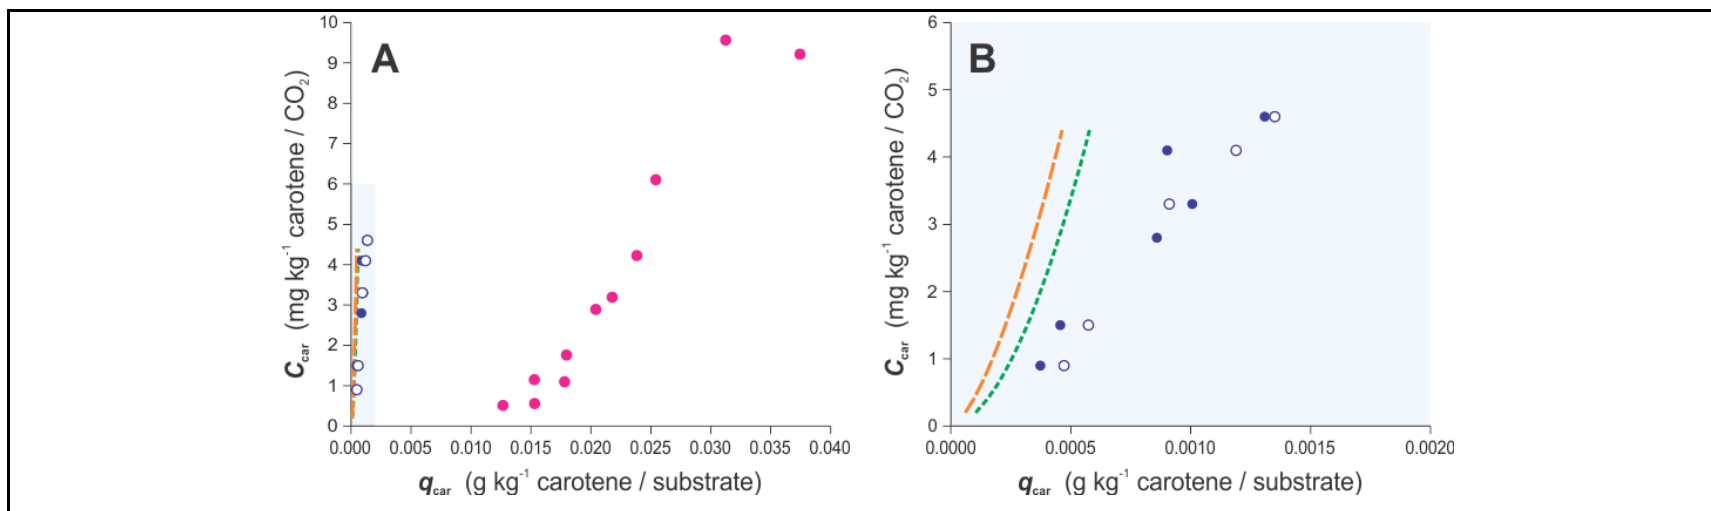 A
C_car (mg kg⁻¹ carotene / CO₂)
10
9
8
7
6
5
4
3
2
1
0
0.000 0.005 0.010 0.015 0.020 0.025 0.030 0.035 0.040
q_car (g kg⁻¹ carotene / substrate)
B
C_car (mg kg⁻¹ carotene / CO₂)
6
5
4
3
2
1
0
0.0000 0.0005 0.0010 0.0015 0.0020
q_car (g kg⁻¹ carotene / substrate)